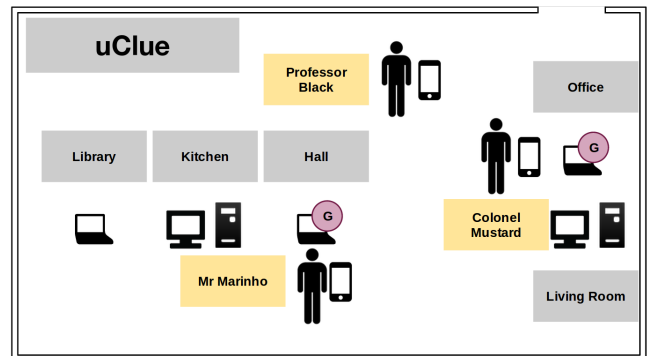 uClue
Professor
Black
Office
G
Library
Kitchen
Hall
G
Colonel
Mustard
Mr Marinho
Living Room